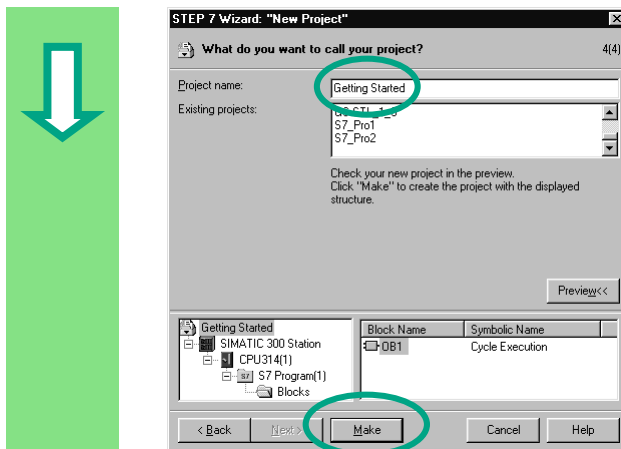 STEP 7 Wizard: "New Project"
What do you want to call your project? 4(4)
Project name: Getting Started
Existing projects:
S7_Pro1
S7_Pro2
Check your new project in the preview.
Click "Make" to create the project with the displayed
structure.
Preview<<
Getting Started
SIMATIC 300 Station
CPU314(1)
S7 Program(1)
Blocks
Block Name Symbolic Name
OB1 Cycle Execution
< Back Next > Make Cancel Help